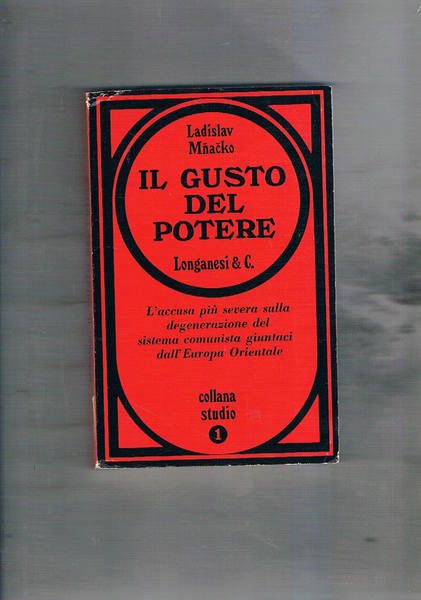 Ladislav
Mňačko
IL GUSTO
DEL
POTERE
Longanesi & C.
L'accusa più severa sulla
degenerazione del
sistema comunista giuntaci
dall'Europa Orientale
collana
studio
1